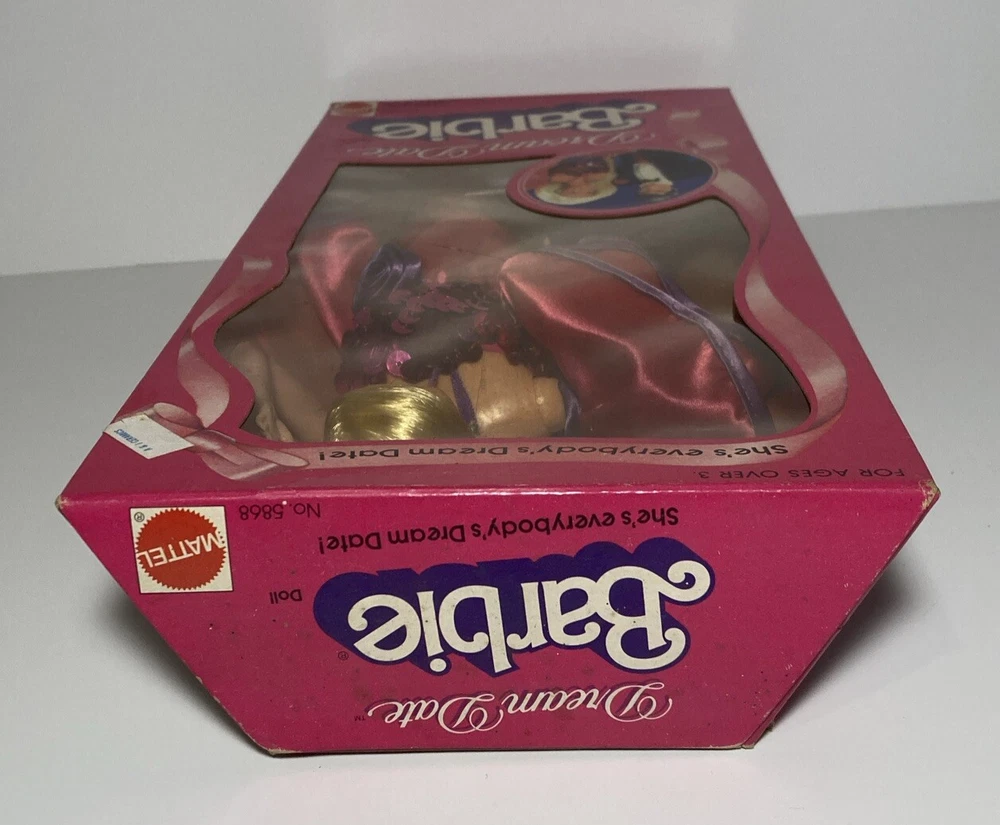 Dream Date™
Barbie®
Doll
She's everybody's Dream Date!
No. 5868
MATTEL
®
FOR AGES OVER 3
She's everybody's Dream Date!
Dream Date
Barbie